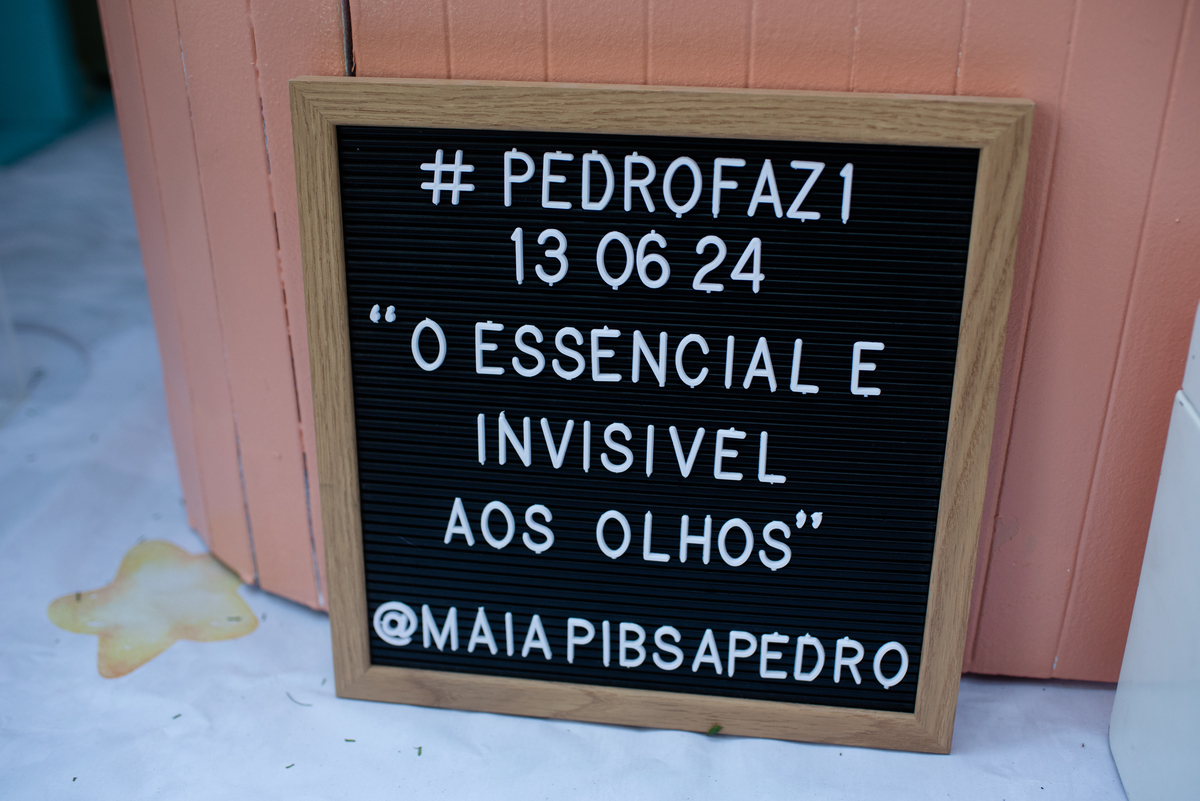 # PEDROFAZ1
13 06 24
“O ESSENCIAL E
INVISIVEL
AOS OLHOS”
@MAIAPIBSAPEDRO